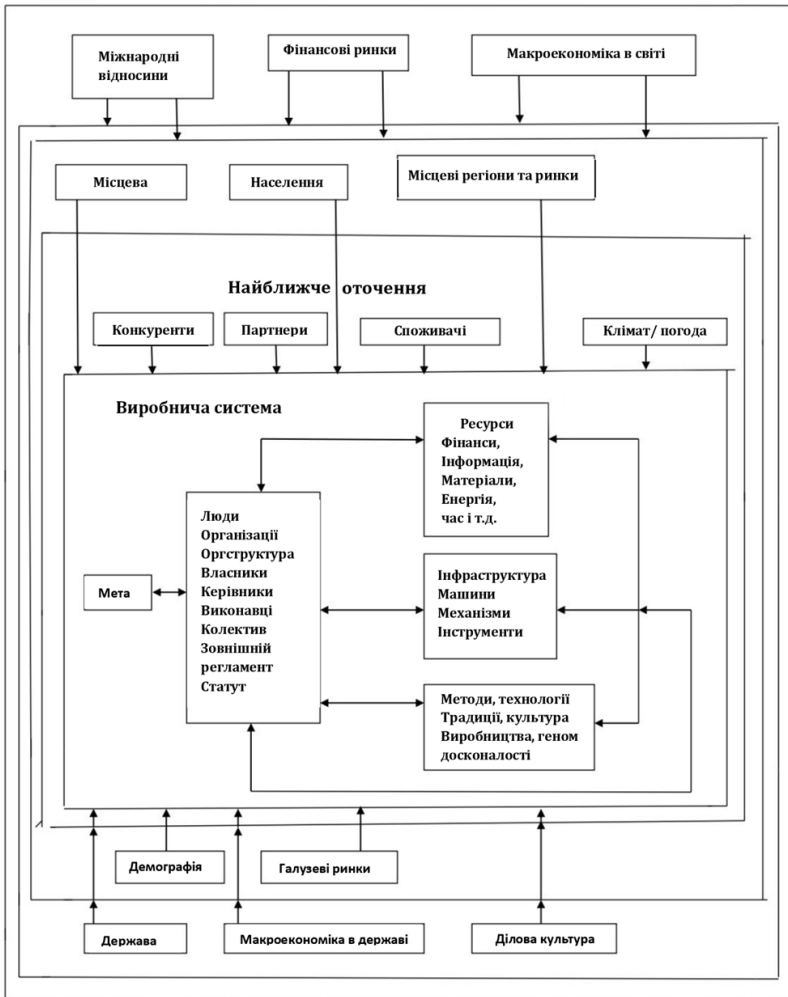 Міжнародні
відносини
Фінансові ринки
Макроекономіка в світі
Місцева
Населення
Місцеві регіони та ринки
Найближче оточення
Конкуренти
Партнери
Споживачі
Клімат/ погода
Виробнича система
Ресурси
Фінанси,
Інформація,
Матеріали,
Енергія,
час і т.д.
Люди
Організації
Оргструктура
Власники
Керівники
Виконавці
Колектив
Зовнішній
регламент
Статут
Мета
Інфраструктура
Машини
Механізми
Інструменти
Методи, технології
Традиції, культура
Виробництва, геном
досконалості
Демографія
Галузеві ринки
Держава
Макроекономіка в державі
Ділова культура